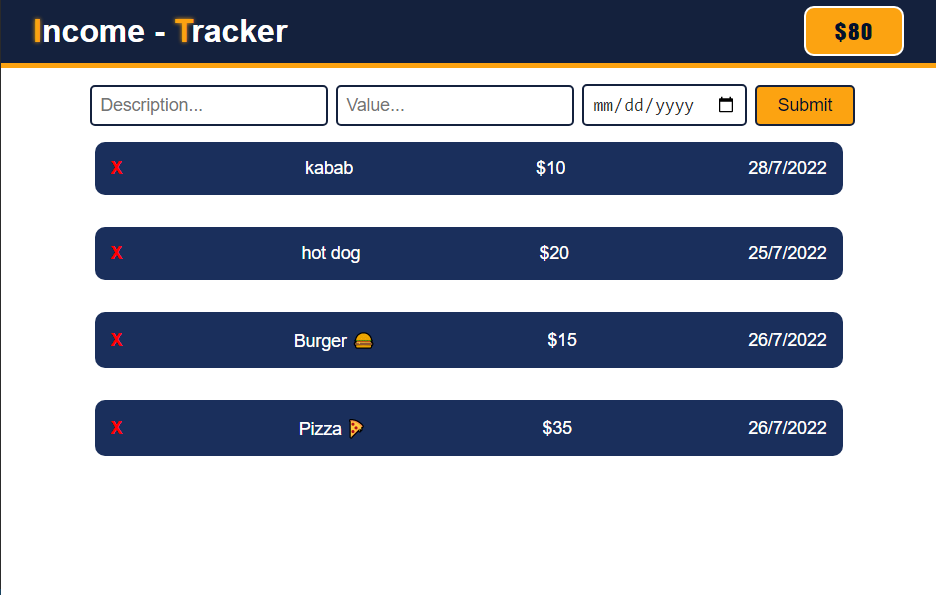 Income - Tracker $80
Description... Value... mm/dd/yyyy Submit
X kabab $10 28/7/2022
X hot dog $20 25/7/2022
X Burger 🍔 $15 26/7/2022
X Pizza 🍕 $35 26/7/2022